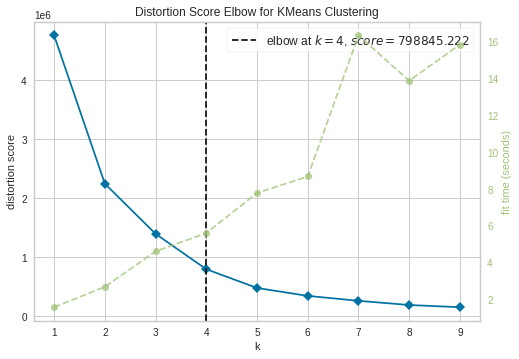 Distortion Score Elbow for KMeans Clustering
1e6
elbow at k = 4, score = 798845.222
distortion score
4
3
2
1
0
1 2 3 4 5 6 7 8 9
k
16
14
12
10
8
6
4
2
fit time (seconds)